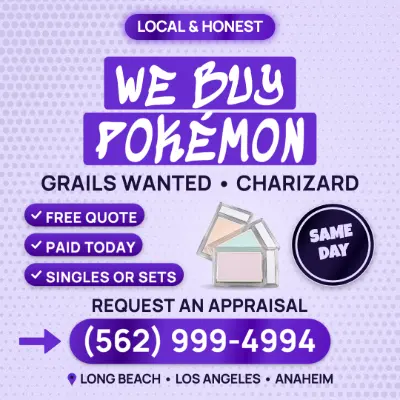 LOCAL & HONEST
WE BUY
POKÉMON
GRAILS WANTED • CHARIZARD
FREE QUOTE
PAID TODAY
SINGLES OR SETS
SAME
DAY
REQUEST AN APPRAISAL
(562) 999-4994
LONG BEACH • LOS ANGELES • ANAHEIM